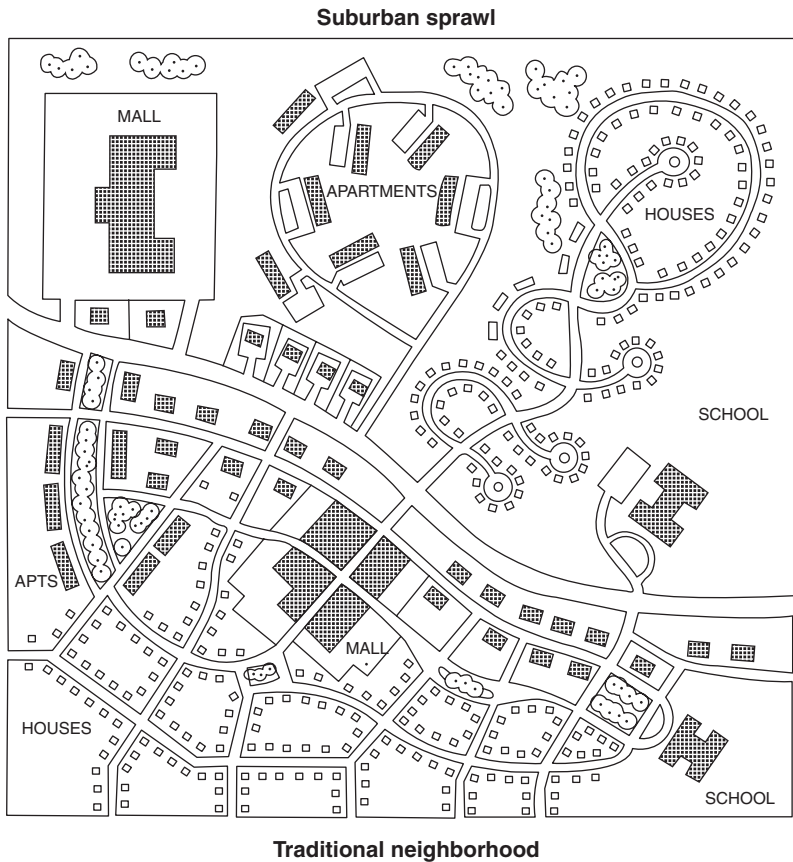 Suburban sprawl
MALL
APARTMENTS
HOUSES
SCHOOL
APTS
MALL
HOUSES
SCHOOL
Traditional neighborhood